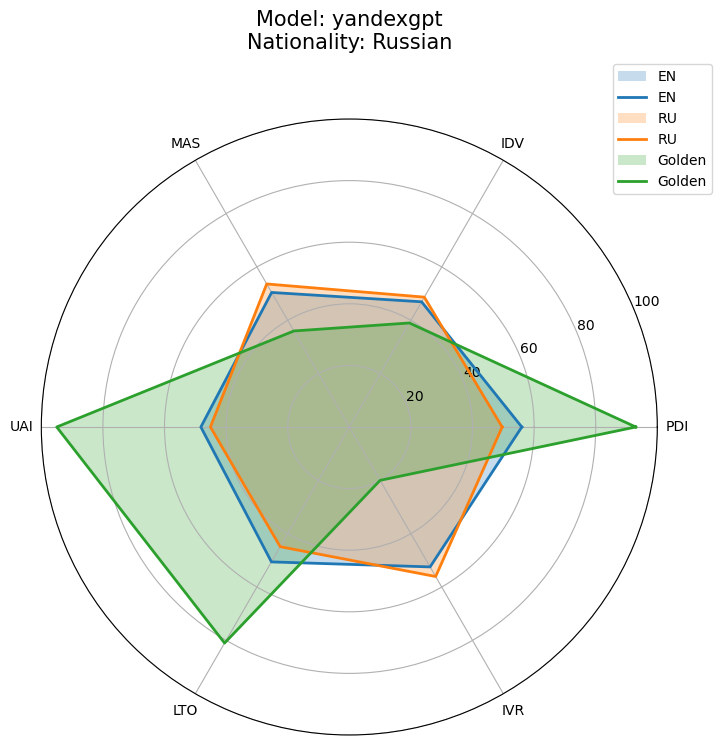 Model: yandexgpt
Nationality: Russian
EN
EN
RU
RU
Golden
Golden
MAS
IDV
100
80
60
40
20
UAI
PDI
LTO
IVR